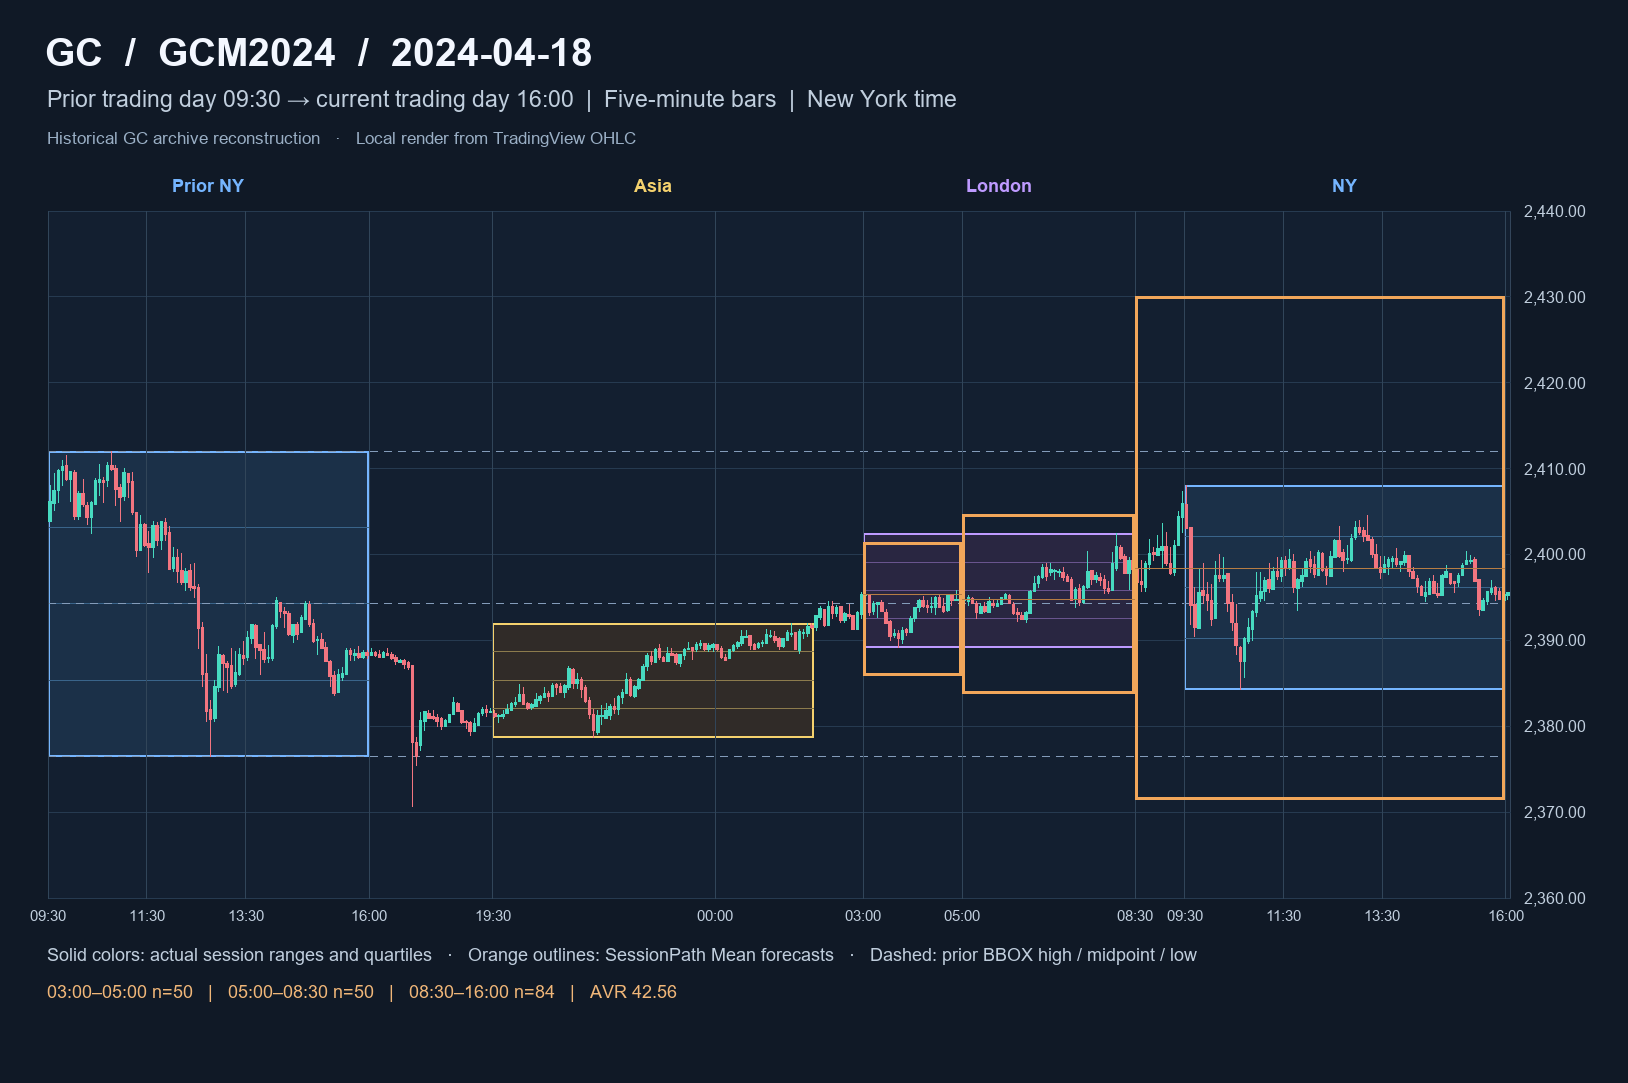 GC / GCM2024 / 2024-04-18
Prior trading day 09:30 → current trading day 16:00 | Five-minute bars | New York time
Historical GC archive reconstruction · Local render from TradingView OHLC
Prior NY Asia London NY
2,440.00
2,430.00
2,420.00
2,410.00
2,400.00
2,390.00
2,380.00
2,370.00
2,360.00
09:30 11:30 13:30 16:00 19:30 00:00 03:00 05:00 08:30 09:30 11:30 13:30 16:00
Solid colors: actual session ranges and quartiles · Orange outlines: SessionPath Mean forecasts · Dashed: prior BBOX high / midpoint / low
03:00–05:00 n=50 | 05:00–08:30 n=50 | 08:30–16:00 n=84 | AVR 42.56